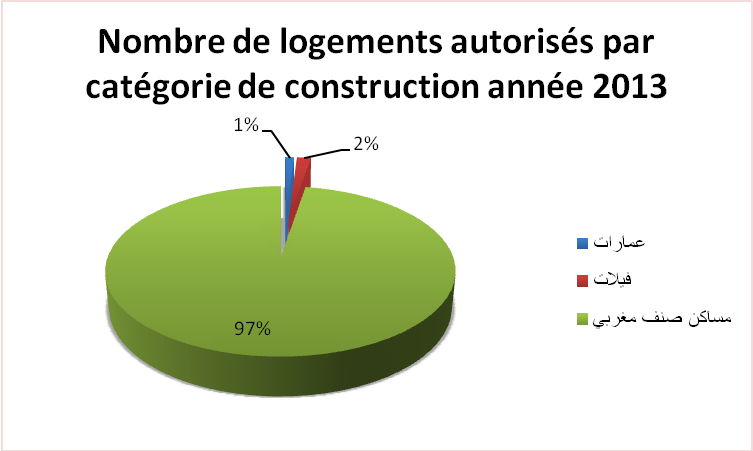 Nombre de logements autorisés par
catégorie de construction année 2013
1%
2%
97%
عمارات
فيلات
مساكن صنف مغربي